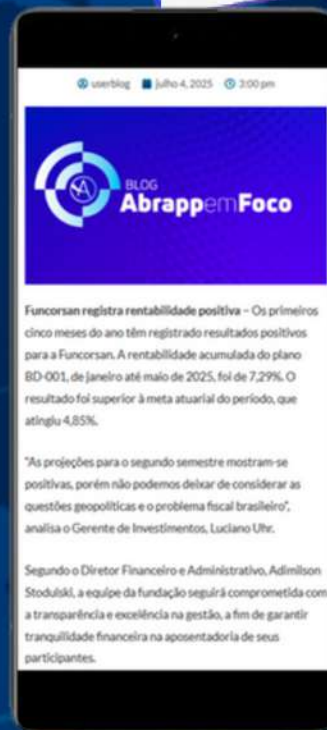 userblog julho 4, 2025 3:00 pm
BLOG
AbrappemFoco
Funcorsan registra rentabilidade positiva – Os primeiros
cinco meses do ano têm registrado resultados positivos
para a Funcorsan. A rentabilidade acumulada do plano
BD-001, de janeiro até maio de 2025, foi de 7,29%. O
resultado foi superior à meta atuarial do período, que
atingiu 4,85%.
"As projeções para o segundo semestre mostram-se
positivas, porém não podemos deixar de considerar as
questões geopolíticas e o problema fiscal brasileiro",
analisa o Gerente de Investimentos, Luciano Uhr.
Segundo o Diretor Financeiro e Administrativo, Adimilson
Stodulski, a equipe da fundação seguirá comprometida com
a transparência e excelência na gestão, a fim de garantir
tranquilidade financeira na aposentadoria de seus
participantes.